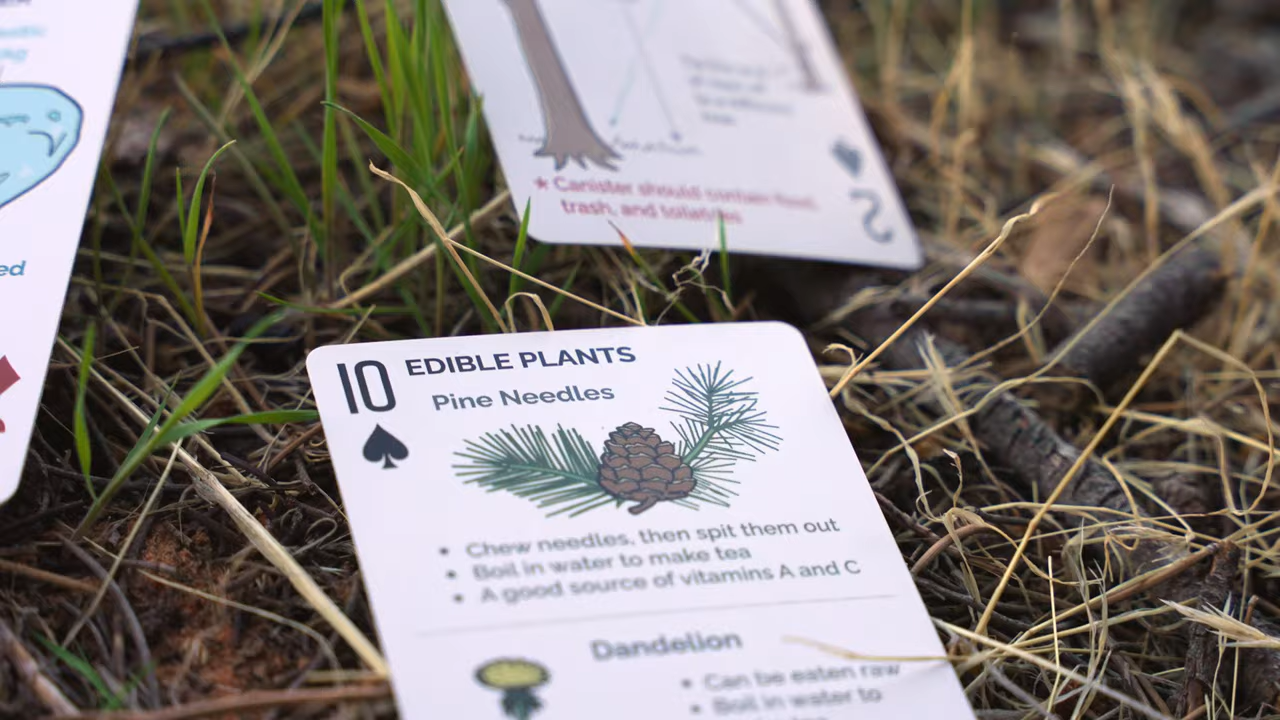 ed
★ Canister should contain food,
trash, and toiletries
2
10
EDIBLE PLANTS
Pine Needles
• Chew needles, then spit them out
• Boil in water to make tea
• A good source of vitamins A and C
Dandelion
• Can be eaten raw
• Boil in water to